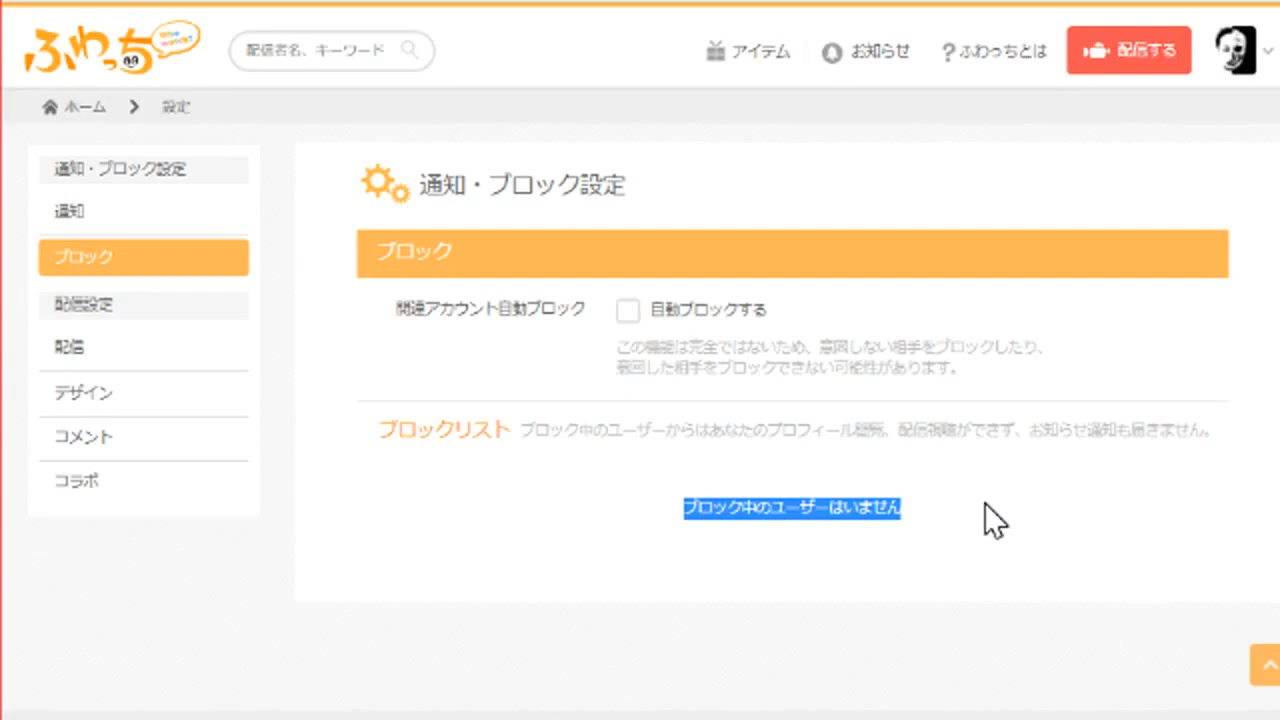 ふわっち
配信者名、キーワード
アイテム
お知らせ
?ふわっちとは
配信する
ホーム
設定
通知・ブロック設定
通知
ブロック
配信設定
配信
デザイン
コメント
コラボ
通知・ブロック設定
ブロック
関連アカウント自動ブロック
自動ブロックする
この機能は完全ではないため、意図しない相手をブロックしたり、
意図した相手をブロックできない可能性があります。
ブロックリスト ブロック中のユーザーからはあなたのプロフィール閲覧、配信視聴ができず、お知らせ通知も届きません。
ブロック中のユーザーはいません